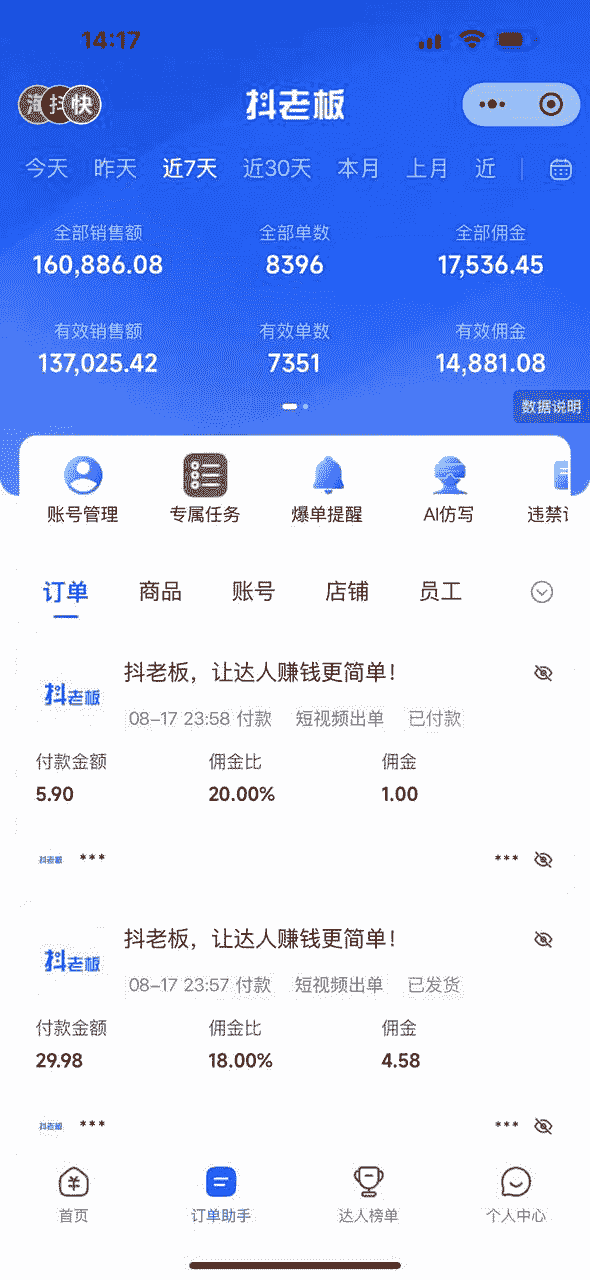 14:17
抖 快 抖老板
今天 昨天 近7天 近30天 本月 上月 近
全部销售额 全部单数 全部佣金
160,886.08 8396 17,536.45
有效销售额 有效单数 有效佣金
137,025.42 7351 14,881.08
数据说明
账号管理 专属任务 爆单提醒 AI仿写 违禁
订单 商品 账号 店铺 员工
抖老板，让达人赚钱更简单！
抖老板
08-17 23:58 付款 短视频出单 已付款
付款金额 佣金比 佣金
5.90 20.00% 1.00
抖老板 *** ***
抖老板，让达人赚钱更简单！
抖老板
08-17 23:57 付款 短视频出单 已发货
付款金额 佣金比 佣金
29.98 18.00% 4.58
抖老板 *** ***
首页 订单助手 达人榜单 个人中心